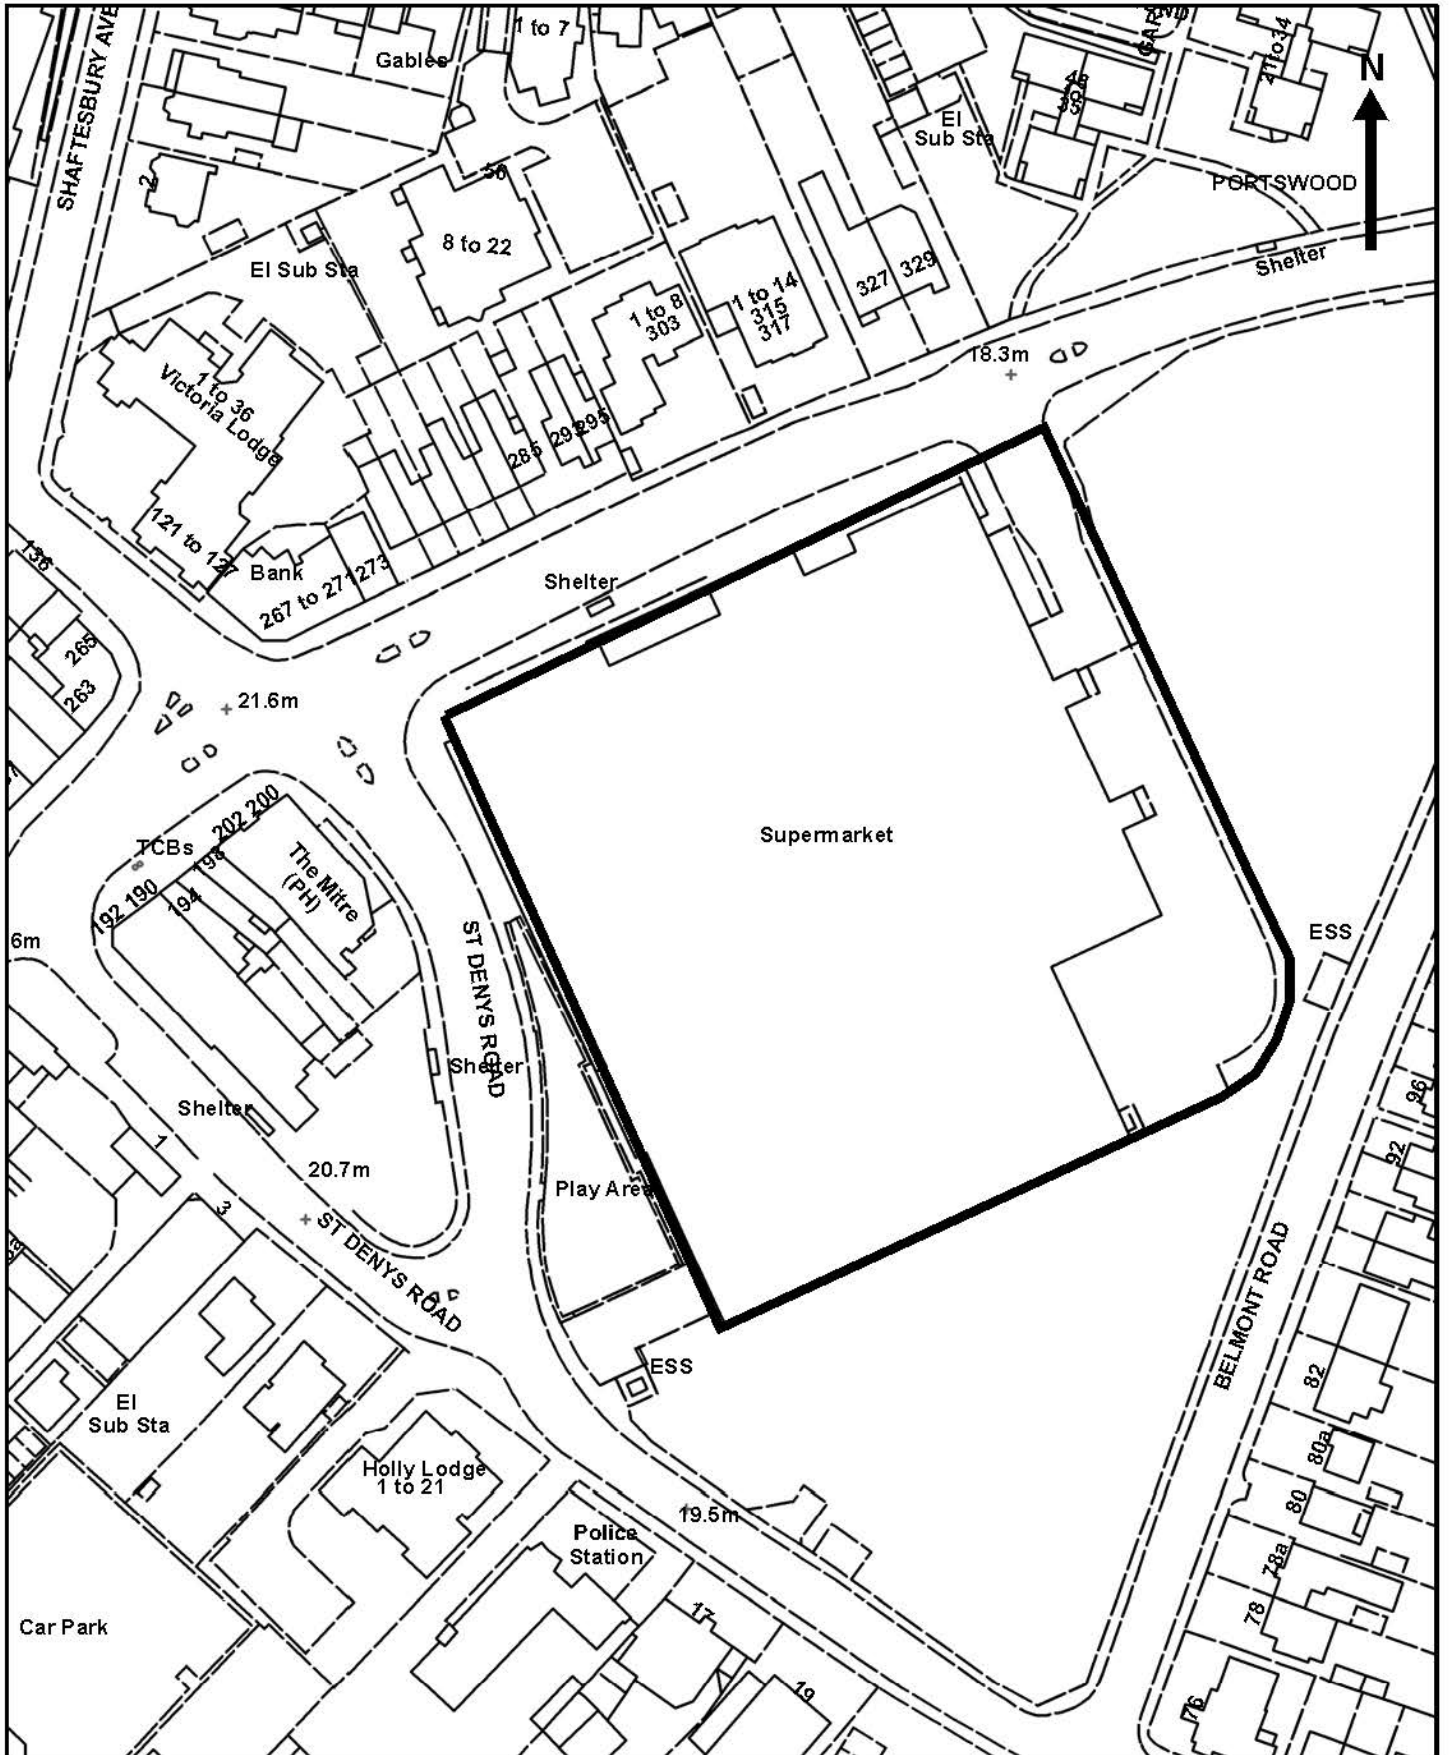 SHAFTESBURY AVE
Gables
1 to 7
21 to 34
N
El
Sub Sta
PORTSWOOD
2
56
8 to 22
El Sub Sta
Shelter
327
329
1 to 14
315
317
1 to 8
303
18.3m
1 to 36
Victoria Lodge
285
293
295
121 to 127
136
Bank
267 to 271
273
Shelter
265
263
21.6m
202 200
TCBs
198
The Mitre
(PH)
Supermarket
192 190
194
ST DENYS ROAD
6m
ESS
Shelter
Shelter
96
1
92
20.7m
Play Area
3
ST DENYS ROAD
BELMONT ROAD
ESS
82
El
Sub Sta
80a
Holly Lodge
1 to 21
80
19.5m
Police
Station
78a
Car Park
17
78
19
76